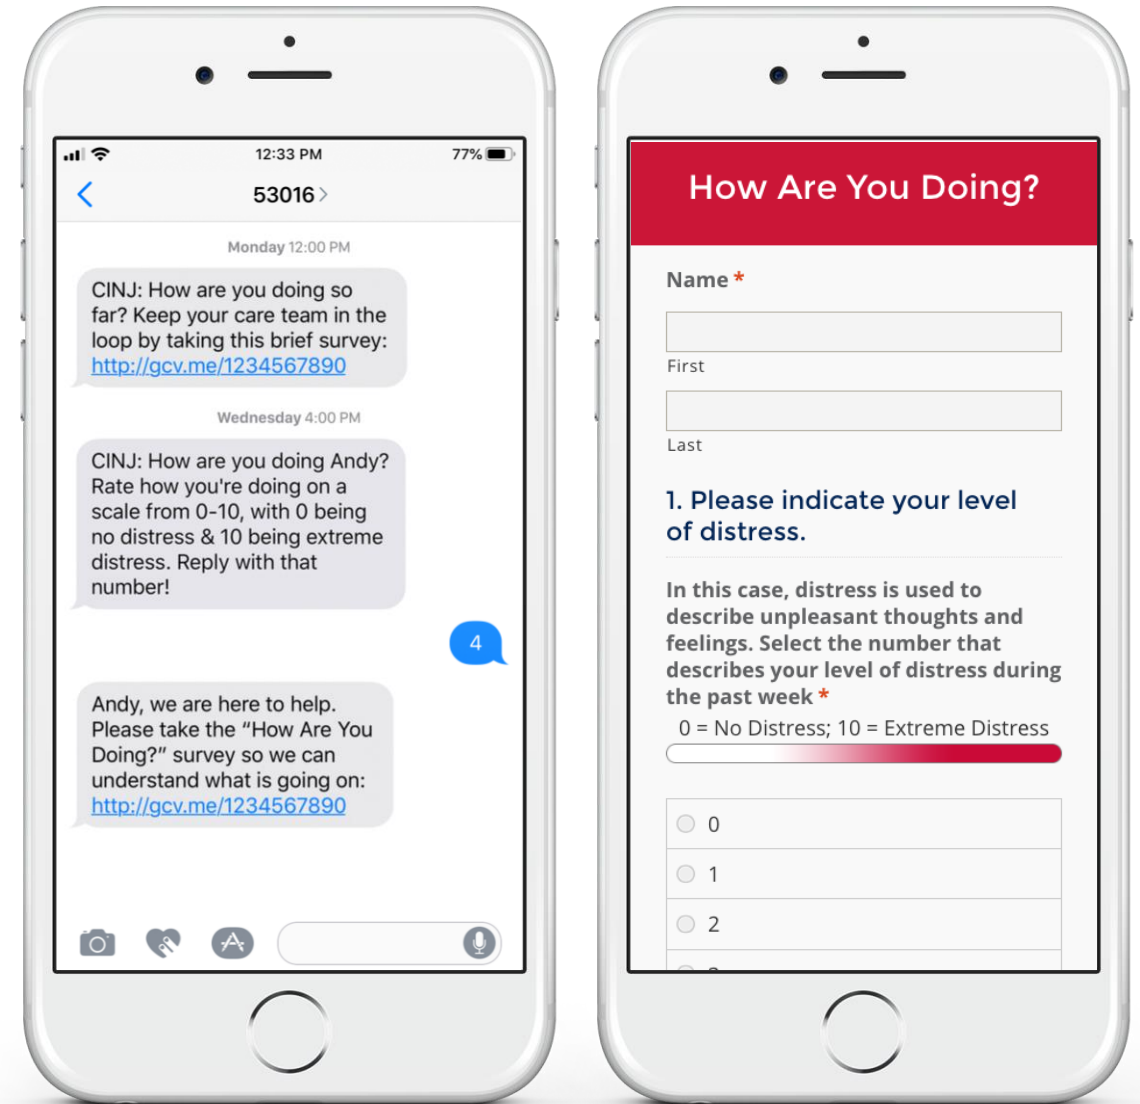 12:33 PM
77%
53016
Monday 12:00 PM
CINJ: How are you doing so
far? Keep your care team in the
loop by taking this brief survey:
http://gcv.me/1234567890
Wednesday 4:00 PM
CINJ: How are you doing Andy?
Rate how you're doing on a
scale from 0-10, with 0 being
no distress & 10 being extreme
distress. Reply with that
number!
4
Andy, we are here to help.
Please take the “How Are You
Doing?” survey so we can
understand what is going on:
http://gcv.me/1234567890
How Are You Doing?
Name *
First
Last
1. Please indicate your level
of distress.
In this case, distress is used to
describe unpleasant thoughts and
feelings. Select the number that
describes your level of distress during
the past week *
0 = No Distress; 10 = Extreme Distress
0
1
2